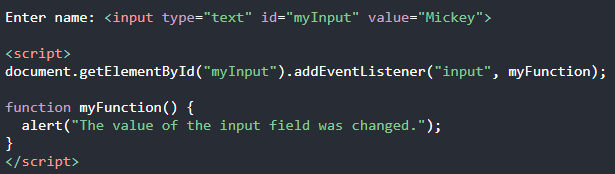 Enter name: <input type="text" id="myInput" value="Mickey">
<script>
document.getElementById("myInput").addEventListener("input", myFunction);
function myFunction() {
  alert("The value of the input field was changed.");
}
</script>